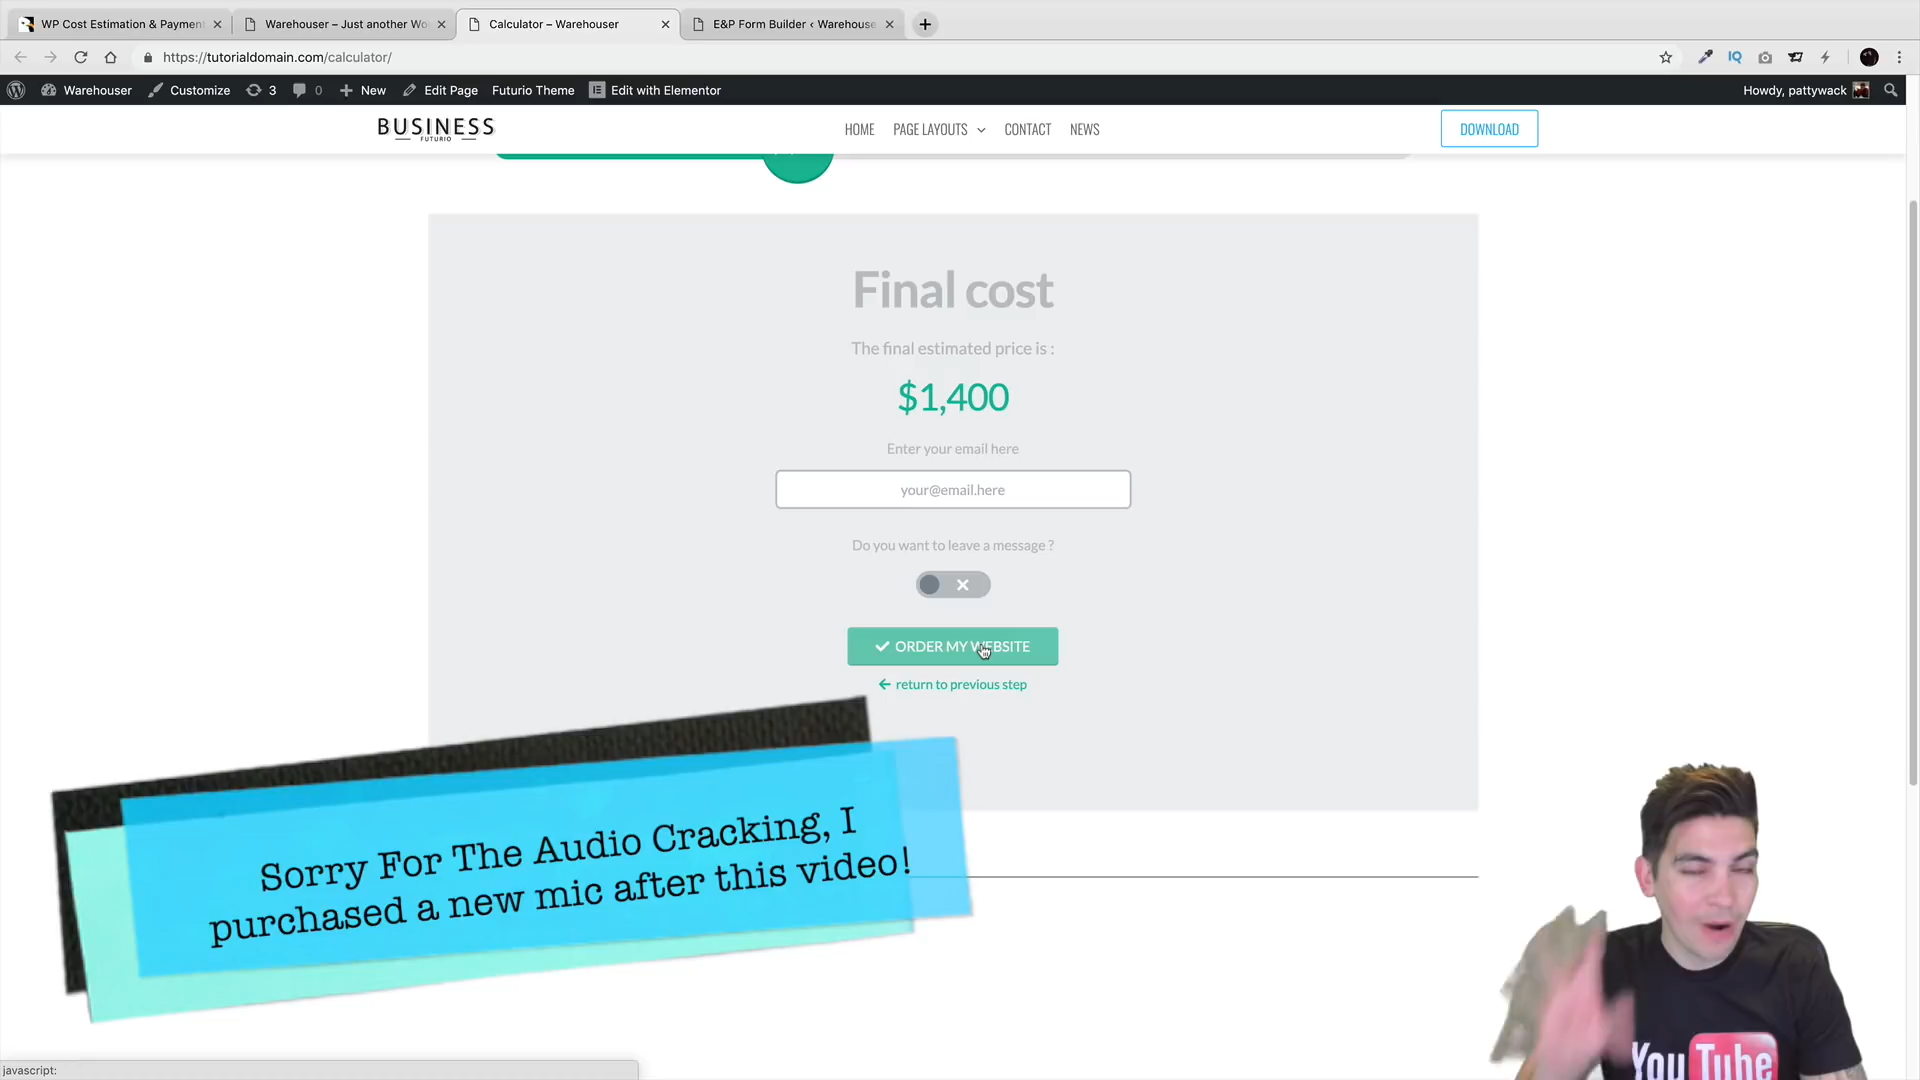 WP Cost Estimation & Payment
Warehouser – Just another Wo
Calculator – Warehouser
E&P Form Builder ‹ Warehouse
https://tutorialdomain.com/calculator/
IQ
Warehouser
Customize
3
0
New
Edit Page
Futurio Theme
Edit with Elementor
Howdy, pattywack
BUSINESS
FUTURIO
HOME
PAGE LAYOUTS
CONTACT
NEWS
DOWNLOAD
Final cost
The final estimated price is :
$1,400
Enter your email here
your@email.here
Do you want to leave a message ?
ORDER MY WEBSITE
return to previous step
Sorry For The Audio Cracking, I
purchased a new mic after this video!
You Tube
javascript: